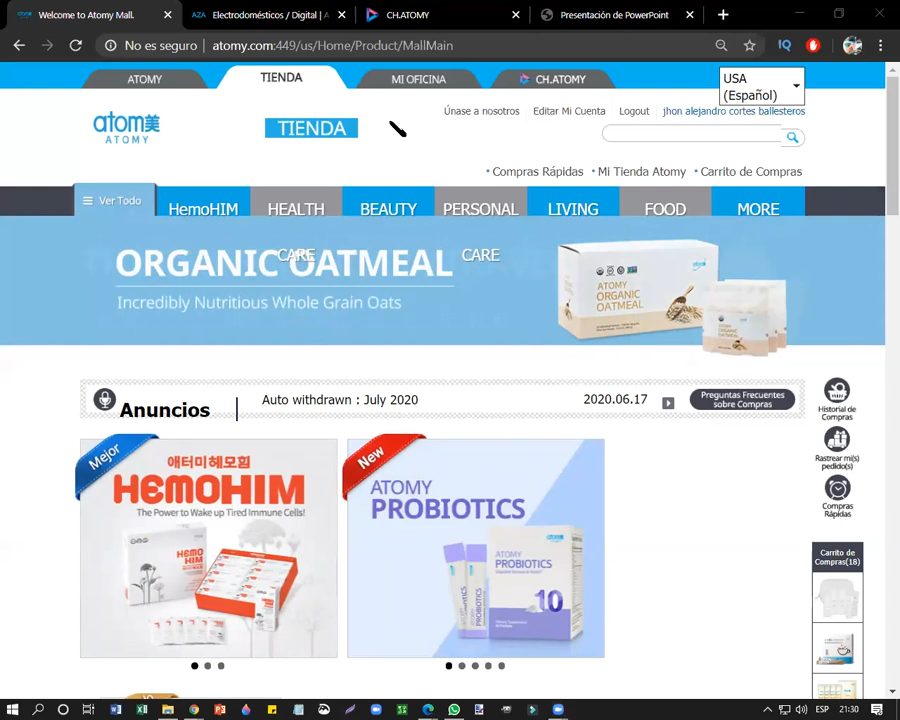 Welcome to Atomy Mall.
Electrodomésticos / Digital |
CH.ATOMY
Presentación de PowerPoint
No es seguro
atomy.com:449/us/Home/Product/MallMain
IQ
ATOMY
TIENDA
MI OFICINA
CH.ATOMY
USA
(Español)
Únase a nosotros
Editar Mi Cuenta
Logout
jhon alejandro cortes ballesteros
atom美
ATOMY
TIENDA
• Compras Rápidas
• Mi Tienda Atomy
• Carrito de Compras
Ver Todo
HemoHIM
HEALTH
CARE
BEAUTY
PERSONAL
CARE
LIVING
FOOD
MORE
ORGANIC OATMEAL
Incredibly Nutritious Whole Grain Oats
ATOMY
ORGANIC
OATMEAL
Anuncios
Auto withdrawn : July 2020
2020.06.17
Preguntas Frecuentes
sobre Compras
Historial de
Compras
Rastrear mi(s)
pedido(s)
Compras
Rápidas
Mejor
애터미 헤모힘
HEMOHIM
The Power to Wake up Tired Immune Cells!
HEMO
HIM
New
ATOMY
PROBIOTICS
ATOMY
PROBIOTICS
10
Carrito de
Compras(18)
ESP
21:30